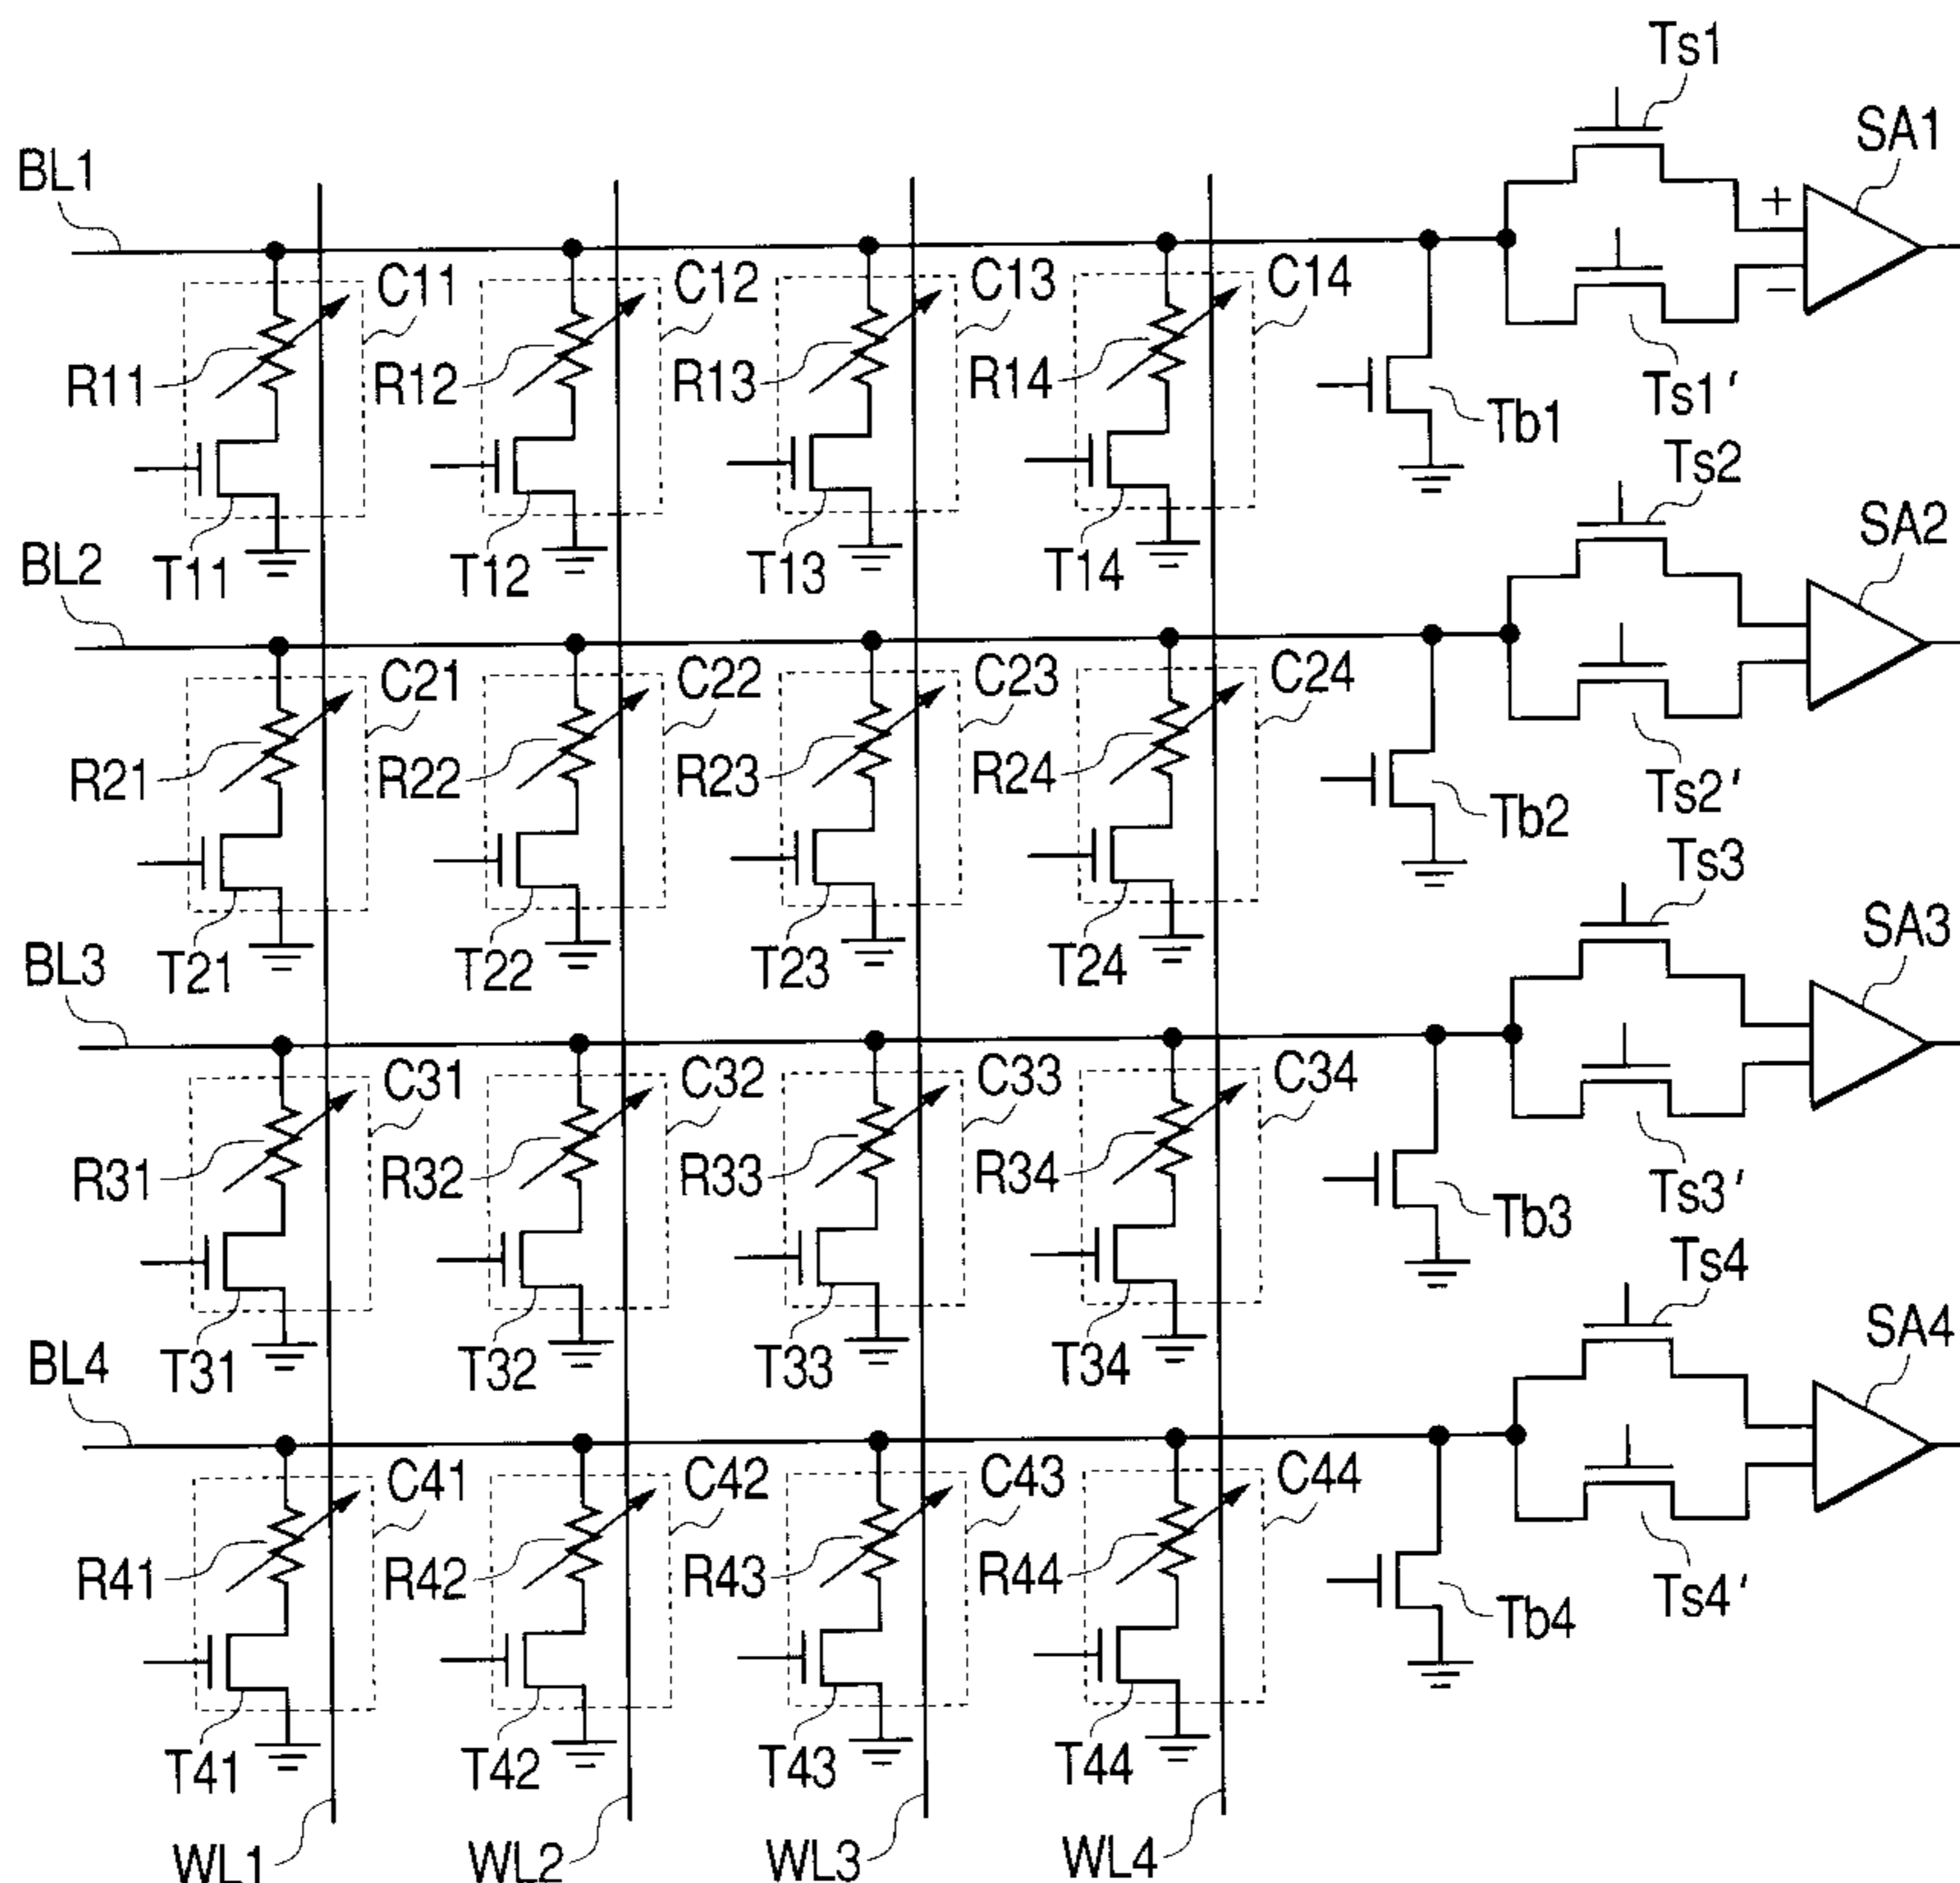 Ts1
SA1
BL1
+
C11 C12 C13 C14
−
R11 R12 R13 R14
Ts1'
Tb1
Ts2
SA2
T11 T12 T13 T14
BL2
C21 C22 C23 C24
R21 R22 R23 R24
Ts2'
Tb2
Ts3
SA3
T21 T22 T23 T24
BL3
C31 C32 C33 C34
R31 R32 R33 R34
Ts3'
Tb3
Ts4
SA4
T31 T32 T33 T34
BL4
C41 C42 C43 C44
R41 R42 R43 R44
Ts4'
Tb4
T41 T42 T43 T44
WL1 WL2 WL3 WL4